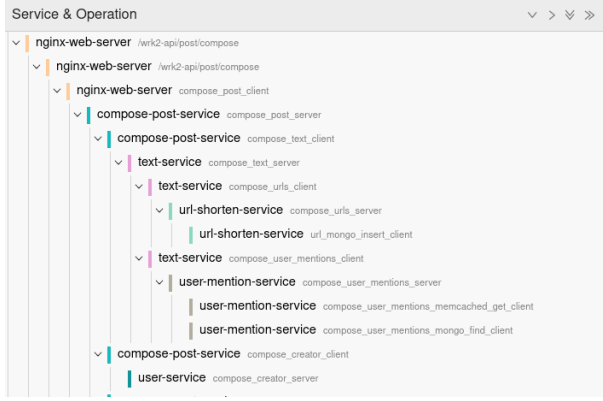 Service & Operation
nginx-web-server /wrk2-api/post/compose
nginx-web-server /wrk2-api/post/compose
nginx-web-server compose_post_client
compose-post-service compose_post_server
compose-post-service compose_text_client
text-service compose_text_server
text-service compose_urls_client
url-shorten-service compose_urls_server
url-shorten-service url_mongo_insert_client
text-service compose_user_mentions_client
user-mention-service compose_user_mentions_server
user-mention-service compose_user_mentions_memcached_get_client
user-mention-service compose_user_mentions_mongo_find_client
compose-post-service compose_creator_client
user-service compose_creator_server